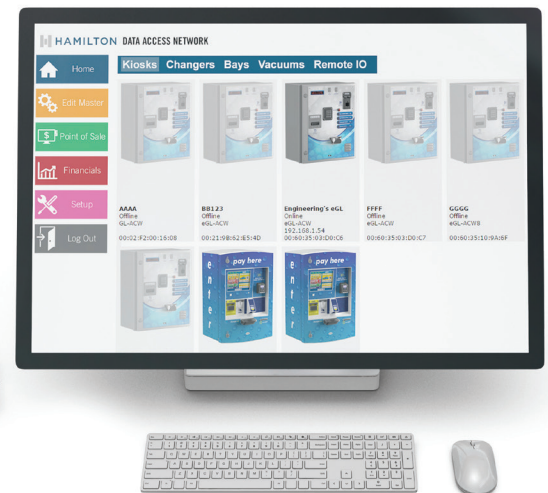 HAMILTON DATA ACCESS NETWORK
Home
Edit Master
Point of Sale
Financials
Setup
Log Out
Kiosks Changers Bays Vacuums Remote IO
AAAA
Offline
GL-ACW
00:02:F2:00:16:08
BB123
Offline
eGL-ACW
00:21:9B:62:E5:4D
Engineering's eGL
Online
eGL-ACW
192.168.1.54
00:60:35:03:D0:C6
FFFF
Offline
eGL-ACW
00:60:35:03:D0:C7
GGGG
Offline
eGL-ACWB
00:60:35:10:9A:6F
enter
pay here
enter
pay here